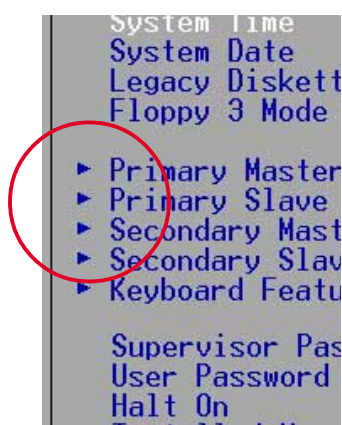 System Time
System Date
Legacy Diskett
Floppy 3 Mode
Primary Master
Primary Slave
Secondary Mast
Secondary Slav
Keyboard Featu
Supervisor Pas
User Password
Halt On